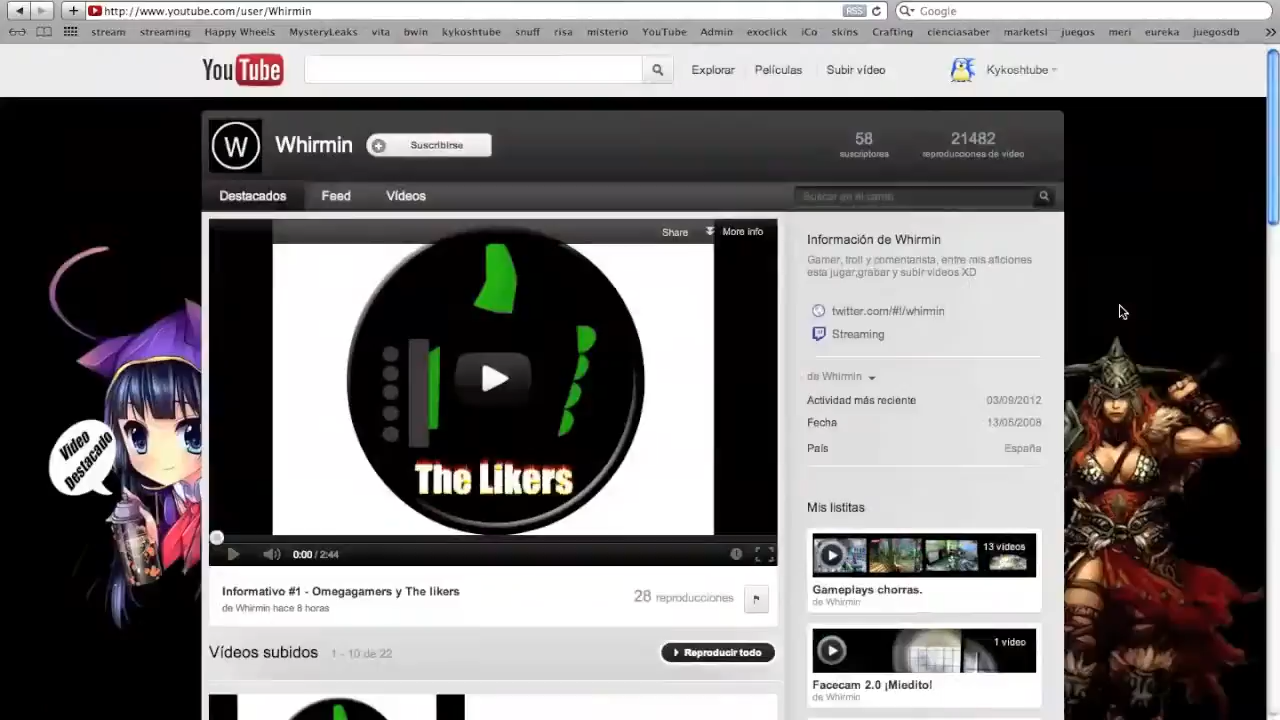 http://www.youtube.com/user/Whirmin
RSS
Google
stream streaming Happy Wheels MysteryLeaks vita bwin kykoshtube snuff risa misterio YouTube Admin exoclick iCo skins Crafting cienciasaber marketsl juegos meri eureka juegosdb
YouTube
Explorar Películas Subir vídeo
Kykoshtube
W
Whirmin
Suscribirse
58
suscriptores
21482
reproducciones de vídeo
Destacados Feed Vídeos
Buscar en el canal
Share More info
The Likers
0:00 / 2:44
Informativo #1 - Omegagamers y The likers
de Whirmin hace 8 horas
28 reproducciones
Vídeos subidos 1 - 10 de 22
Reproducir todo
Video
Destacado
Información de Whirmin
Gamer, troll y comentarista, entre mis aficiones
esta jugar,grabar y subir videos XD
twitter.com/#!/whirmin
Streaming
de Whirmin
Actividad más reciente 03/09/2012
Fecha 13/05/2008
País España
Mis listitas
13 vídeos
Gameplays chorras.
de Whirmin
1 vídeo
Facecam 2.0 ¡Miedito!
de Whirmin